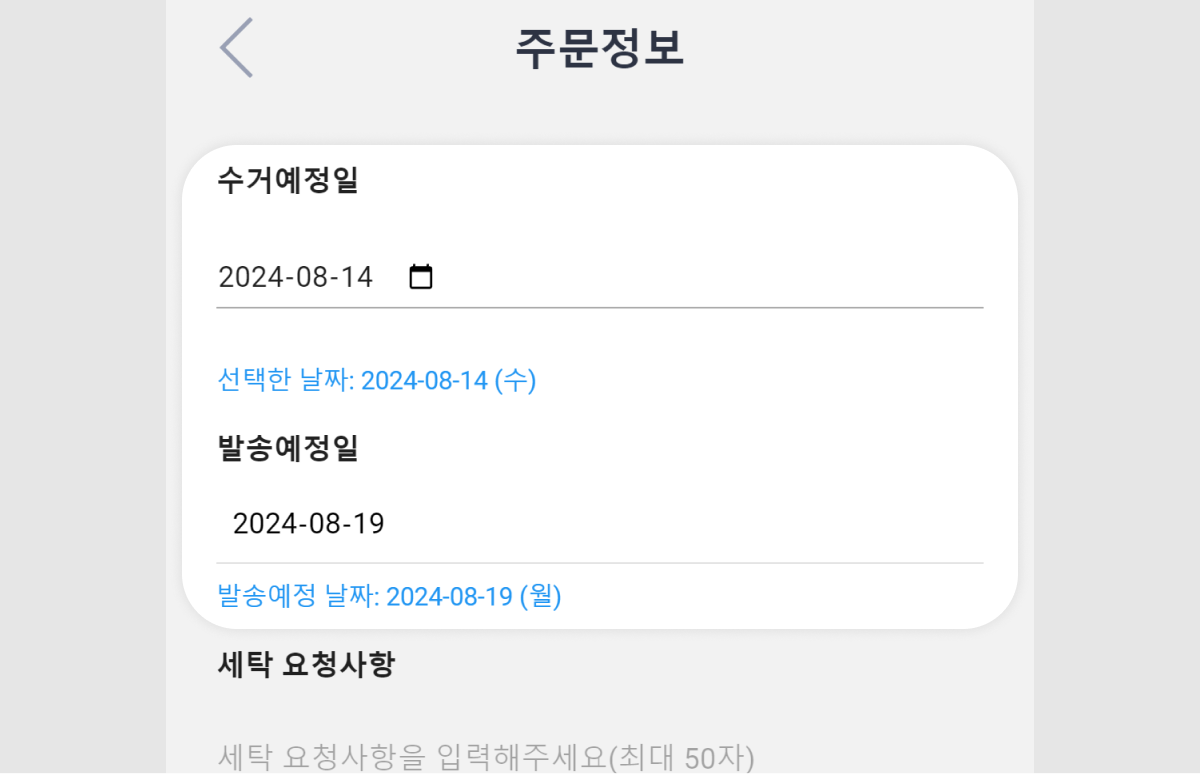 주문정보
수거예정일
2024-08-14
선택한 날짜: 2024-08-14 (수)
발송예정일
2024-08-19
발송예정 날짜: 2024-08-19 (월)
세탁 요청사항
세탁 요청사항을 입력해주세요(최대 50자)